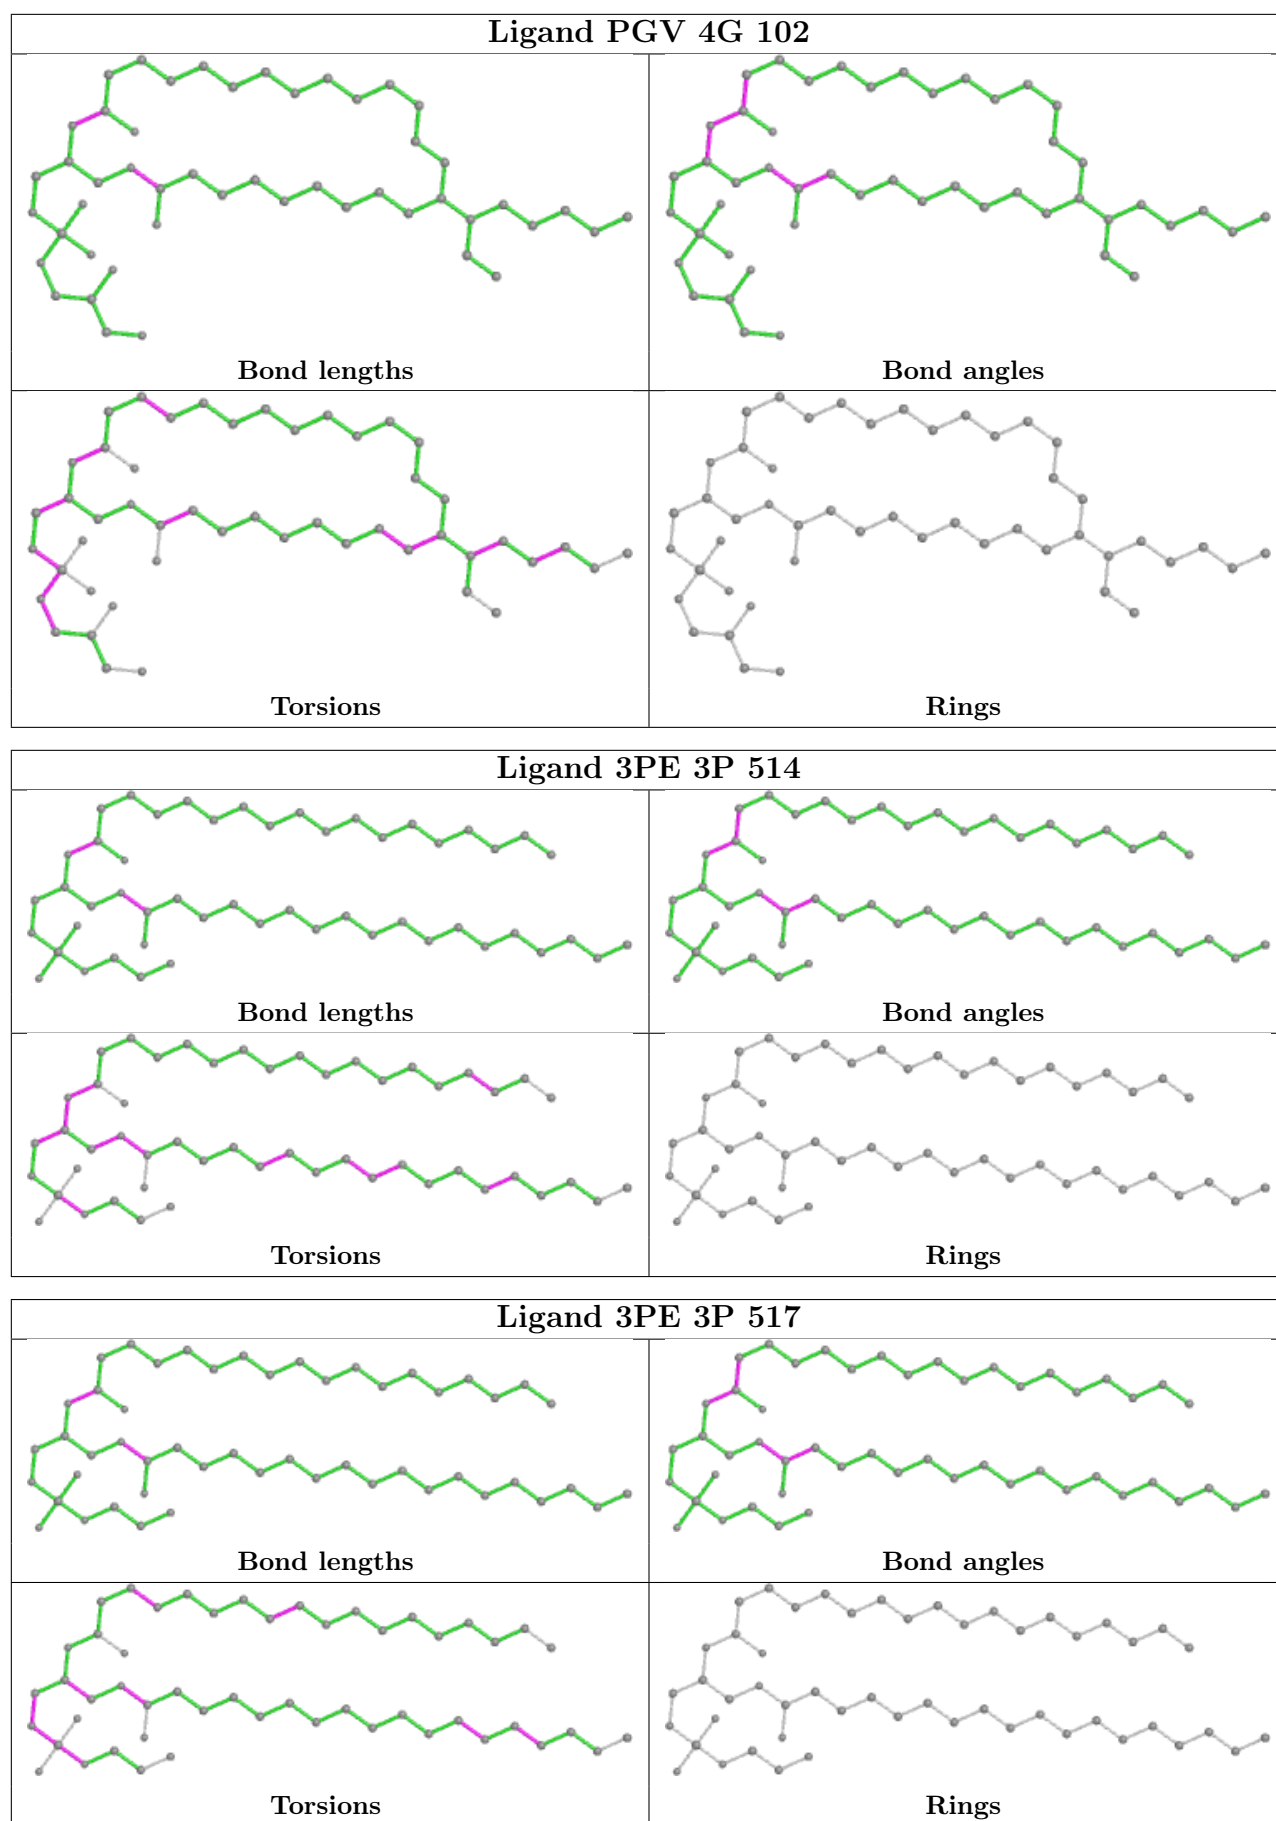 Ligand PGV 4G 102
Bond lengths
Bond angles
Torsions
Rings
Ligand 3PE 3P 514
Bond lengths
Bond angles
Torsions
Rings
Ligand 3PE 3P 517
Bond lengths
Bond angles
Torsions
Rings